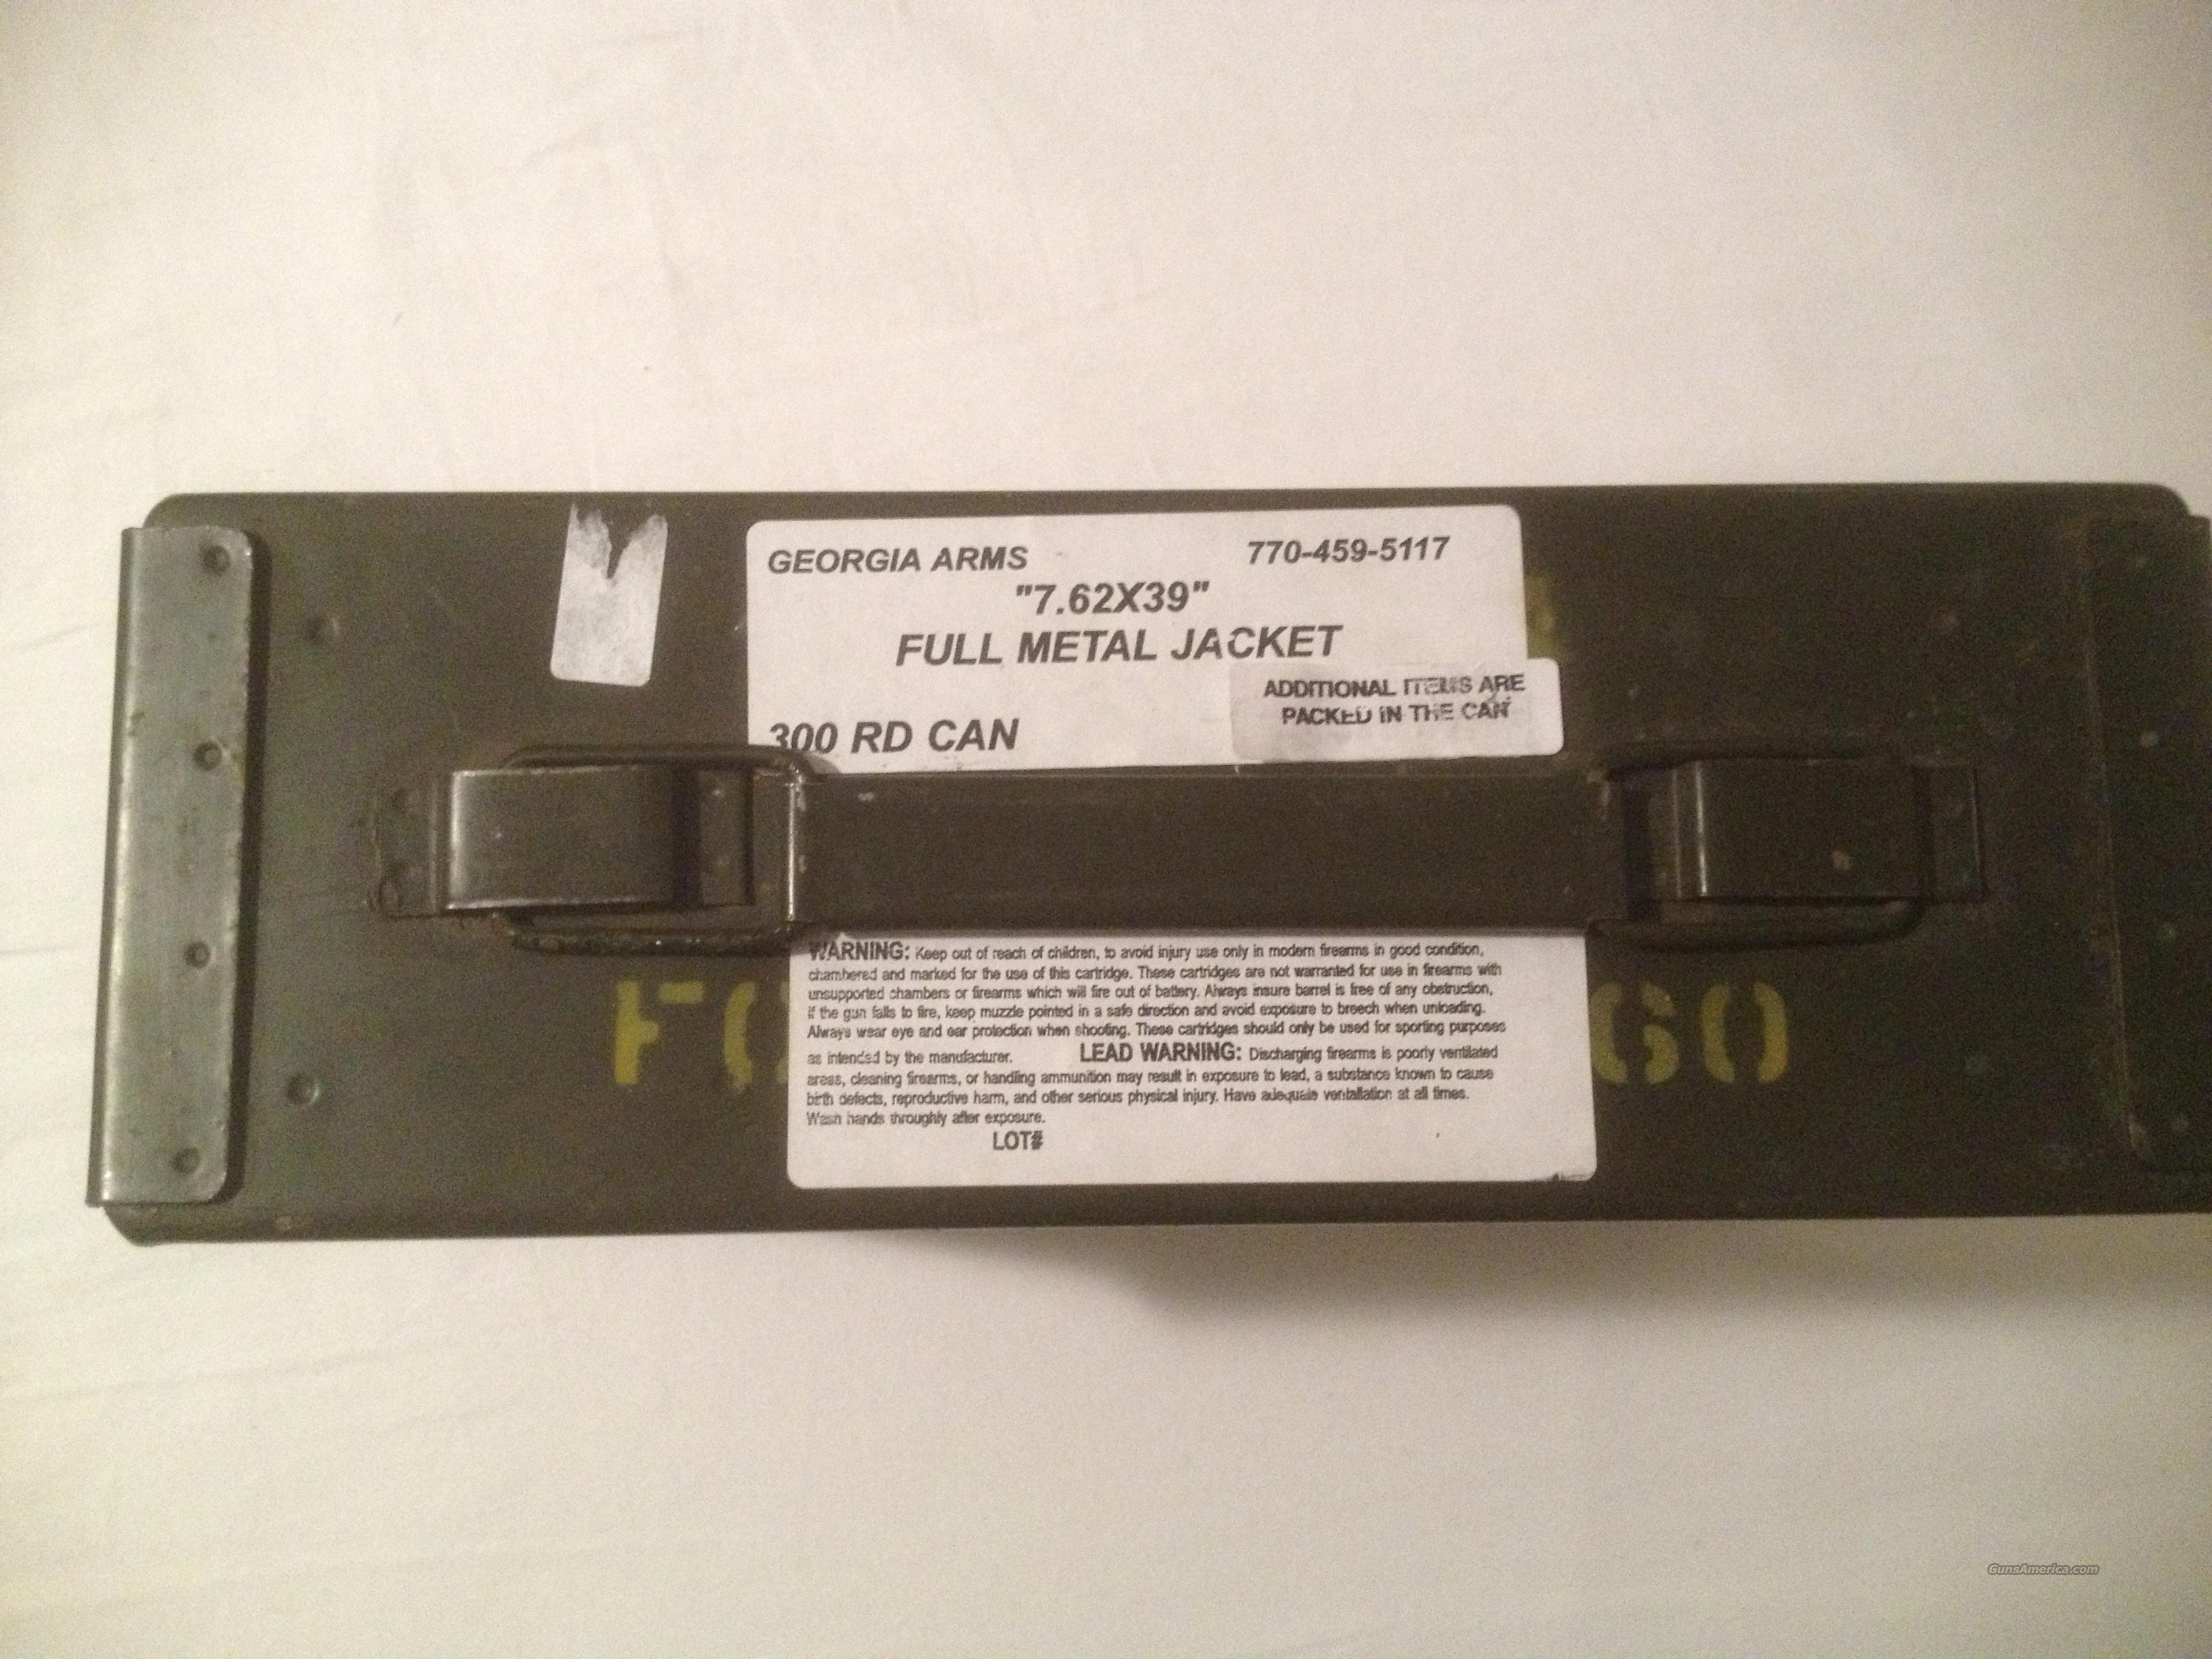 GEORGIA ARMS 770-459-5117
"7.62X39"
FULL METAL JACKET
ADDITIONAL ITEMS ARE
PACKED IN THE CAN
300 RD CAN
WARNING: Keep out of reach of children, to avoid injury use only in modern firearms in good condition,
chambered and marked for the use of this cartridge. These cartridges are not warranted for use in firearms with
unsupported chambers or firearms which will fire out of battery. Always insure barrel is free of any obstruction,
if the gun falls to fire, keep muzzle pointed in a safe direction and avoid exposure to breech when unloading.
Always wear eye and ear protection when shooting. These cartridges should only be used for sporting purposes
as intended by the manufacturer. LEAD WARNING: Discharging firearms is poorly ventilated
areas, cleaning firearms, or handling ammunition may result in exposure to lead, a substance known to cause
birth defects, reproductive harm, and other serious physical injury. Have adequate ventallation at all times.
Wash hands throughly after exposure.
LOT#
60
GunsAmerica.com